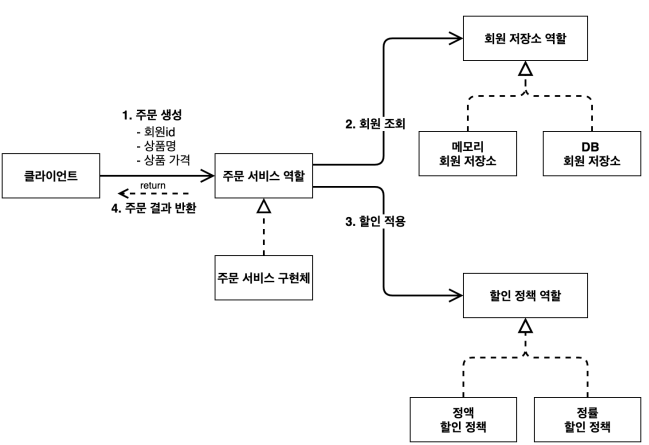 회원 저장소 역할
1. 주문 생성
- 회원id
- 상품명
- 상품 가격
2. 회원 조회
메모리
회원 저장소
DB
회원 저장소
클라이언트
주문 서비스 역할
return
4. 주문 결과 반환
3. 할인 적용
주문 서비스 구현체
할인 정책 역할
정액
할인 정책
정률
할인 정책